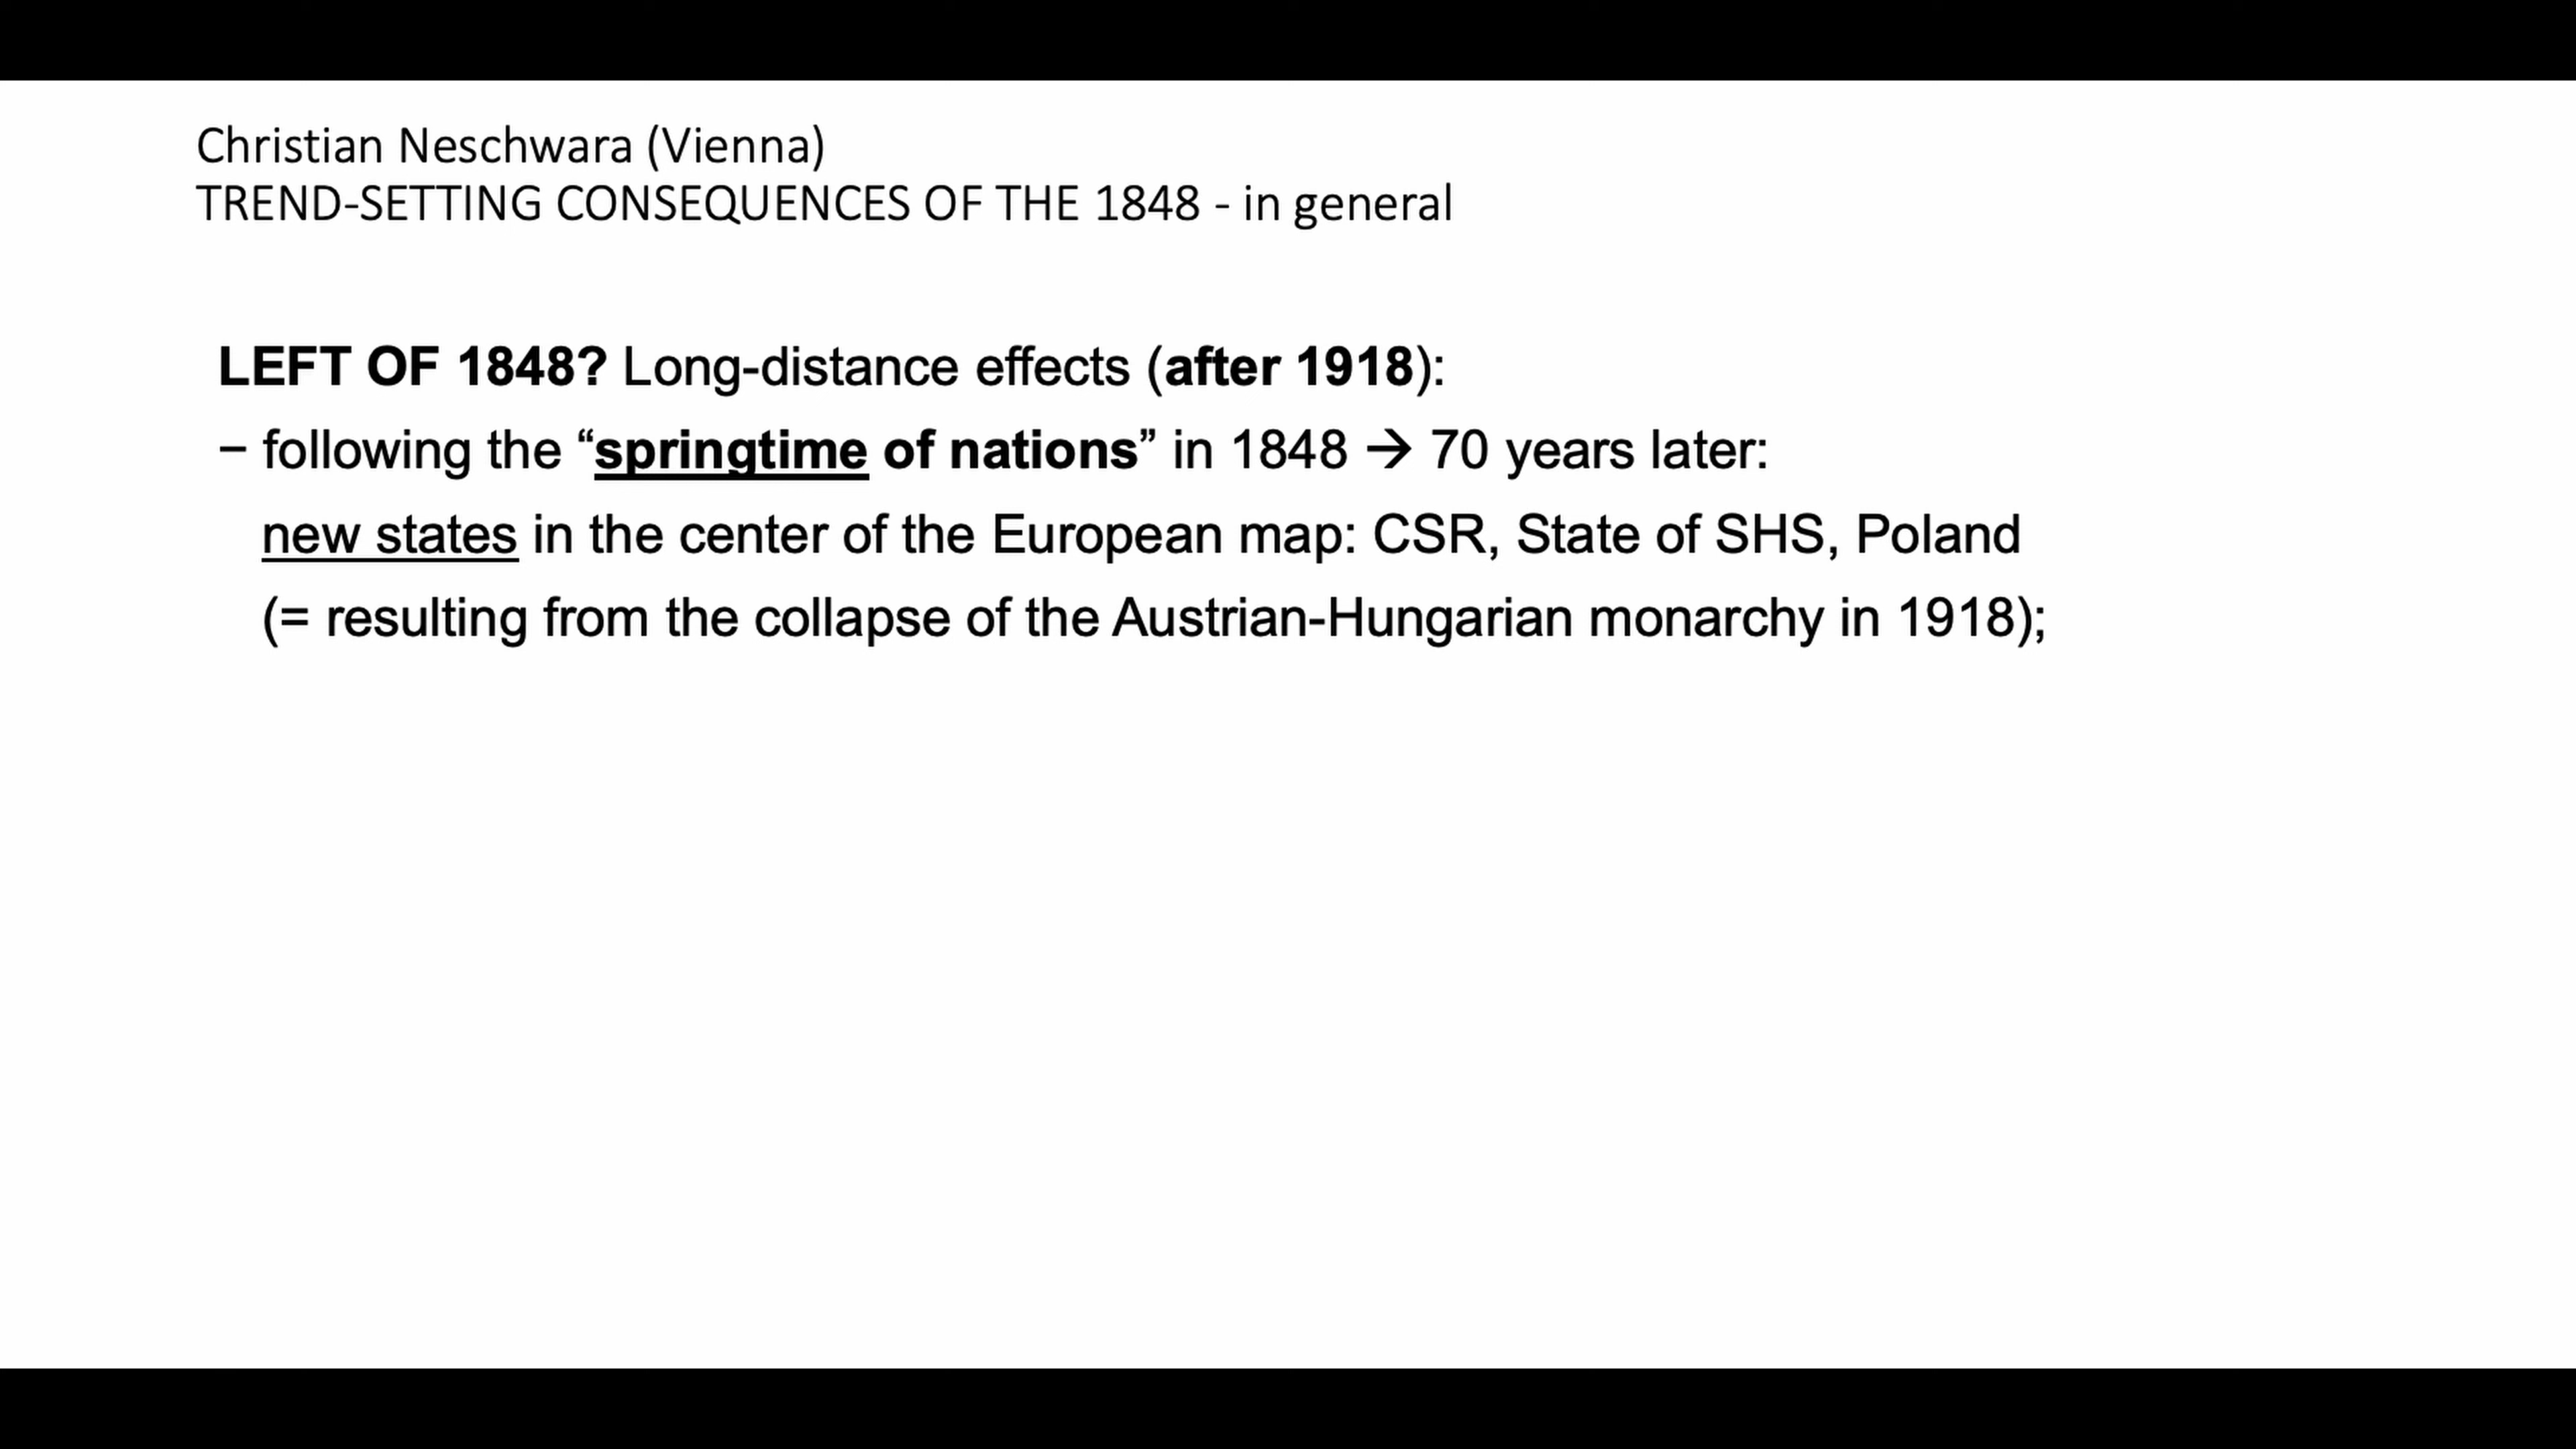 Christian Neschwara (Vienna)
TREND-SETTING CONSEQUENCES OF THE 1848 - in general
LEFT OF 1848? Long-distance effects (after 1918):
– following the “springtime of nations” in 1848 → 70 years later:
new states in the center of the European map: CSR, State of SHS, Poland
(= resulting from the collapse of the Austrian-Hungarian monarchy in 1918);